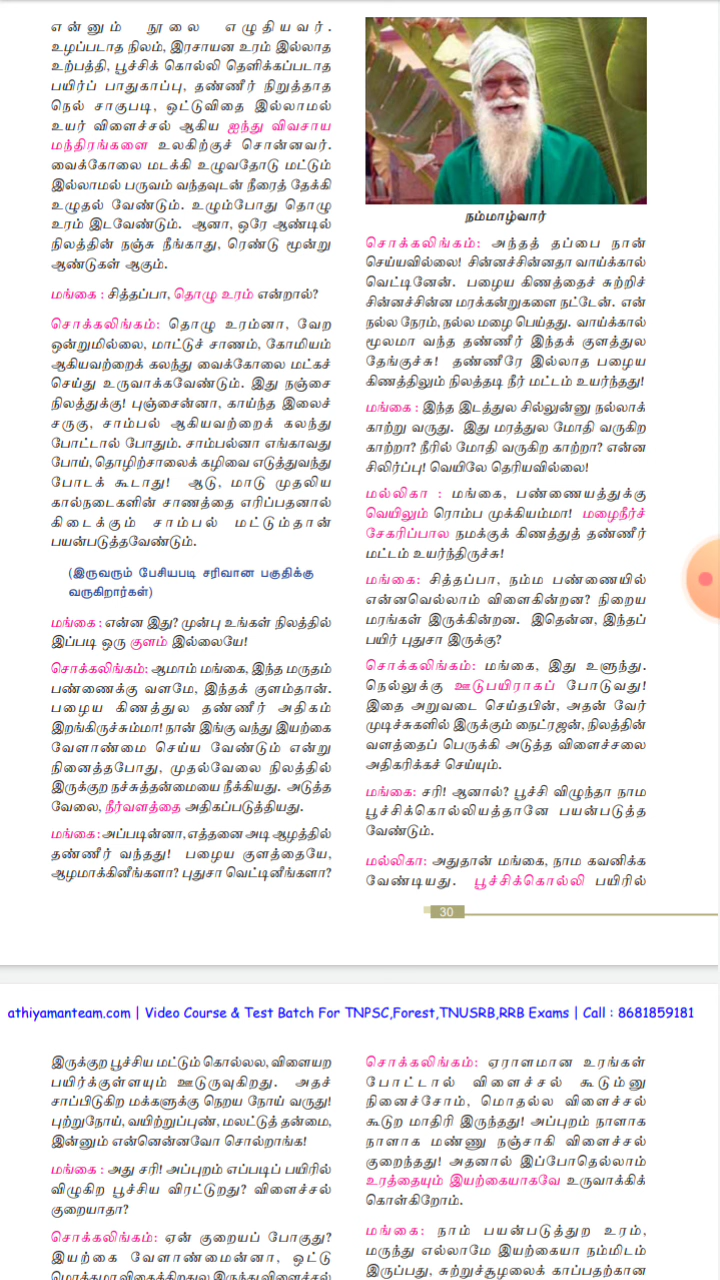 என்னும் நூலை எழுதியவர்.
உழப்படாத நிலம், இரசாயன உரம் இல்லாத
உற்பத்தி, பூச்சிக் கொல்லி தெளிக்கப்படாத
பயிர்ப் பாதுகாப்பு, தண்ணீர் நிறுத்தாத
நெல் சாகுபடி, ஒட்டுவிதை இல்லாமல்
உயர் விளைச்சல் ஆகிய ஐந்து விவசாய
மந்திரங்களை உலகிற்குச் சொன்னவர்.
வைக்கோலை மடக்கி உழுவதோடு மட்டும்
இல்லாமல் பருவம் வந்தவுடன் நீரைத் தேக்கி
உழுதல் வேண்டும். உழும்போது தொழு
உரம் இடவேண்டும். ஆனா, ஒரே ஆண்டில்
நிலத்தின் நஞ்சு நீங்காது, ரெண்டு மூன்று
ஆண்டுகள் ஆகும்.
மங்கை : சித்தப்பா, தொழு உரம் என்றால்?
சொக்கலிங்கம்: தொழு உரம்னா, வேற
ஒன்றுமில்லை, மாட்டுச் சாணம், கோமியம்
ஆகியவற்றைக் கலந்து வைக்கோலை மட்கச்
செய்து உருவாக்கவேண்டும். இது நஞ்சை
நிலத்துக்கு! புஞ்சைன்னா, காய்ந்த இலைச்
சருகு, சாம்பல் ஆகியவற்றைக் கலந்து
போட்டால் போதும். சாம்பல்னா எங்காவது
போய், தொழிற்சாலைக் கழிவை எடுத்துவந்து
போடக் கூடாது! ஆடு, மாடு முதலிய
கால்நடைகளின் சாணத்தை எரிப்பதனால்
கிடைக்கும் சாம்பல் மட்டும்தான்
பயன்படுத்தவேண்டும்.
(இருவரும் பேசியபடி சரிவான பகுதிக்கு
வருகிறார்கள்)
மங்கை : என்ன இது? முன்பு உங்கள் நிலத்தில்
இப்படி ஒரு குளம் இல்லையே!
சொக்கலிங்கம்: ஆமாம் மங்கை, இந்த மருதம்
பண்ணைக்கு வளமே, இந்தக் குளம்தான்.
பழைய கிணத்துல தண்ணீர் அதிகம்
இறங்கிருச்சும்மா! நான் இங்கு வந்து இயற்கை
வேளாண்மை செய்ய வேண்டும் என்று
நினைத்தபோது, முதல்வேலை நிலத்தில்
இருக்குற நச்சுத்தன்மையை நீக்கியது. அடுத்த
வேலை, நீர்வளத்தை அதிகப்படுத்தியது.
மங்கை: அப்படின்னா, எத்தனை அடி ஆழத்தில்
தண்ணீர் வந்தது! பழைய குளத்தையே,
ஆழமாக்கினீங்களா? புதுசா வெட்டினீங்களா?
நம்மாழ்வார்
சொக்கலிங்கம்: அந்தத் தப்பை நான்
செய்யவில்லை! சின்னச்சின்னதா வாய்க்கால்
வெட்டினேன். பழைய கிணத்தைச் சுற்றிச்
சின்னச்சின்ன மரக்கன்றுகளை நட்டேன். என்
நல்ல நேரம், நல்ல மழை பெய்தது. வாய்க்கால்
மூலமா வந்த தண்ணீர் இந்தக் குளத்துல
தேங்குச்சு! தண்ணீரே இல்லாத பழைய
கிணத்திலும் நிலத்தடி நீர் மட்டம் உயர்ந்தது!
மங்கை : இந்த இடத்துல சில்லுன்னு நல்லாக்
காற்று வருது. இது மரத்துல மோதி வருகிற
காற்றா? நீரில் மோதி வருகிற காற்றா? என்ன
சிலிர்ப்பு! வெயிலே தெரியவில்லை!
மல்லிகா : மங்கை, பண்ணையத்துக்கு
வெயிலும் ரொம்ப முக்கியம்மா! மழைநீர்ச்
சேகரிப்பால நமக்குக் கிணத்துத் தண்ணீர்
மட்டம் உயர்ந்திருச்சு!
மங்கை: சித்தப்பா, நம்ம பண்ணையில்
என்னவெல்லாம் விளைகின்றன? நிறைய
மரங்கள் இருக்கின்றன. இதென்ன, இந்தப்
பயிர் புதுசா இருக்கு?
சொக்கலிங்கம்: மங்கை, இது உளுந்து.
நெல்லுக்கு ஊடுபயிராகப் போடுவது!
இதை அறுவடை செய்தபின், அதன் வேர்
முடிச்சுகளில் இருக்கும் நைட்ரஜன், நிலத்தின்
வளத்தைப் பெருக்கி அடுத்த விளைச்சலை
அதிகரிக்கச் செய்யும்.
மங்கை: சரி! ஆனால்? பூச்சி விழுந்தா நாம
பூச்சிக்கொல்லியத்தானே பயன்படுத்த
வேண்டும்.
மல்லிகா: அதுதான் மங்கை, நாம கவனிக்க
வேண்டியது. பூச்சிக்கொல்லி பயிரில்
30
athiyamanteam.com | Video Course & Test Batch For TNPSC,Forest,TNUSRB,RRB Exams | Call : 8681859181
இருக்குற பூச்சிய மட்டும் கொல்லல, விளையற
பயிர்க்குள்ளயும் ஊடுருவுகிறது. அதச்
சாப்பிடுகிற மக்களுக்கு நெறய நோய் வருது!
புற்றுநோய், வயிற்றுப்புண், மலட்டுத் தன்மை,
இன்னும் என்னென்னவோ சொல்றாங்க!
மங்கை : அது சரி! அப்புறம் எப்படிப் பயிரில்
விழுகிற பூச்சிய விரட்டுறது? விளைச்சல்
குறையாதா?
சொக்கலிங்கம்: ஏன் குறையப் போகுது?
இயற்கை வேளாண்மைன்னா, ஒட்டு
மொத்தமா விதைக்கிறதுல இருந்து விளைச்சல்
சொக்கலிங்கம்: ஏராளமான உரங்கள்
போட்டால் விளைச்சல் கூடும்னு
நினைச்சோம், மொதல்ல விளைச்சல்
கூடுற மாதிரி இருந்தது! அப்புறம் நாளாக
நாளாக மண்ணு நஞ்சாகி விளைச்சல்
குறைந்தது! அதனால் இப்போதெல்லாம்
உரத்தையும் இயற்கையாகவே உருவாக்கிக்
கொள்கிறோம்.
மங்கை: நாம் பயன்படுத்துற உரம்,
மருந்து எல்லாமே இயற்கையா நம்மிடம்
இருப்பது, சுற்றுச்சூழலைக் காப்பதற்கான